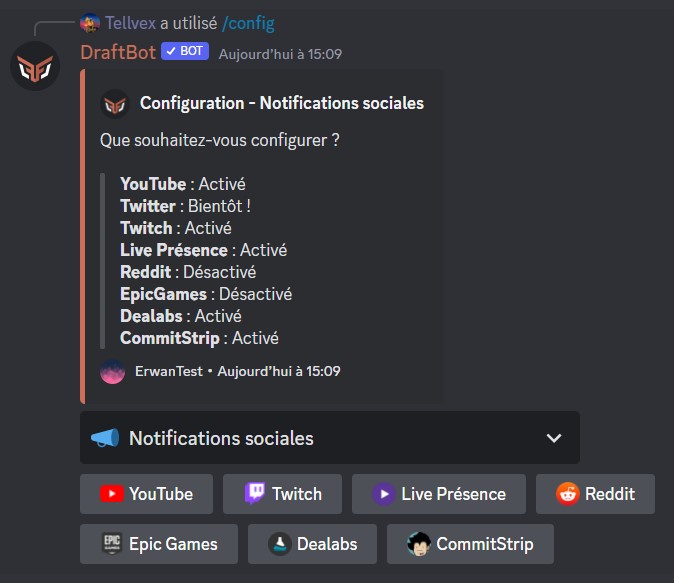 Tellvex a utilisé /config
DraftBot ✓ BOT Aujourd'hui à 15:09
Configuration - Notifications sociales
Que souhaitez-vous configurer ?
YouTube : Activé
Twitter : Bientôt !
Twitch : Activé
Live Présence : Activé
Reddit : Désactivé
EpicGames : Désactivé
Dealabs : Activé
CommitStrip : Activé
ErwanTest • Aujourd'hui à 15:09
Notifications sociales
YouTube Twitch Live Présence Reddit
EPIC GAMES Epic Games Dealabs CommitStrip